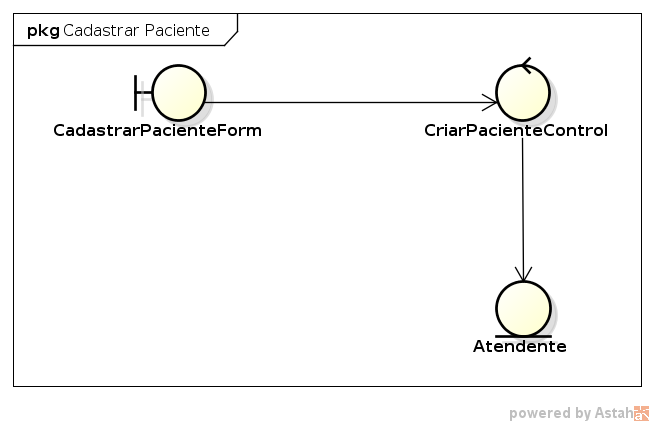 pkg Cadastrar Paciente
CadastrarPacienteForm
CriarPacienteControl
Atendente
powered by Astah